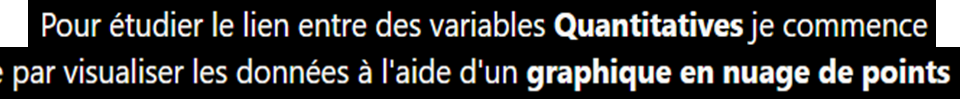 Pour étudier le lien entre des variables Quantitatives je commence
par visualiser les données à l'aide d'un graphique en nuage de points